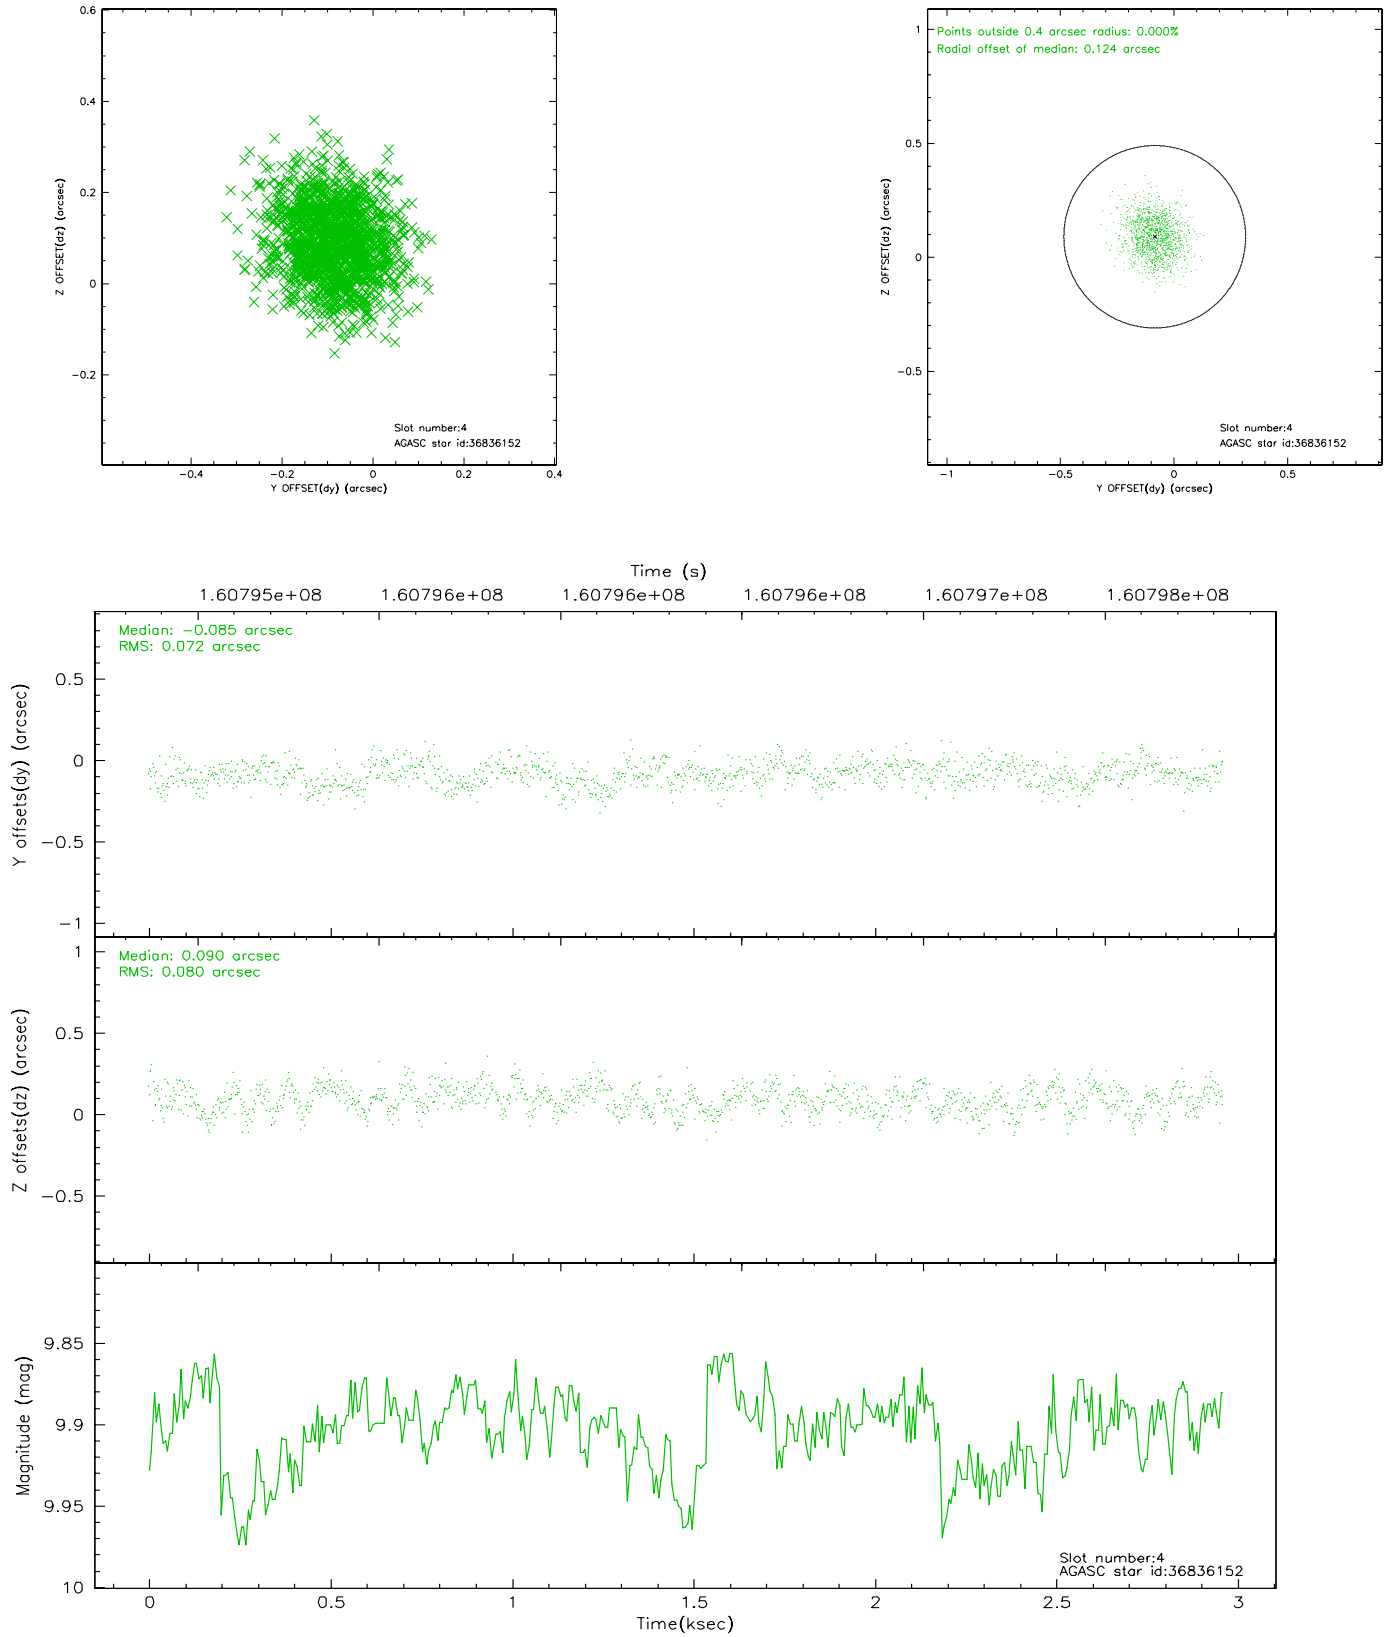 0.6
0.4
0.2
0
−0.2
−0.4
−0.2
0
0.2
0.4
Z OFFSET(dz) (arcsec)
Y OFFSET(dy) (arcsec)
Slot number:4
AGASC star id:36836152
Points outside 0.4 arcsec radius: 0.000%
Radial offset of median: 0.124 arcsec
1
0.5
0
−0.5
−1
−0.5
0
0.5
Z OFFSET(dz) (arcsec)
Y OFFSET(dy) (arcsec)
Slot number:4
AGASC star id:36836152
Time (s)
1.60795e+08 1.60796e+08 1.60796e+08 1.60796e+08 1.60797e+08 1.60798e+08
Median: −0.085 arcsec
RMS: 0.072 arcsec
0.5
0
−0.5
−1
Y offsets(dy) (arcsec)
Median: 0.090 arcsec
RMS: 0.080 arcsec
1
0.5
0
−0.5
Z offsets(dz) (arcsec)
9.85
9.9
9.95
10
Magnitude (mag)
Slot number:4
AGASC star id:36836152
0 0.5 1 1.5 2 2.5 3
Time(ksec)